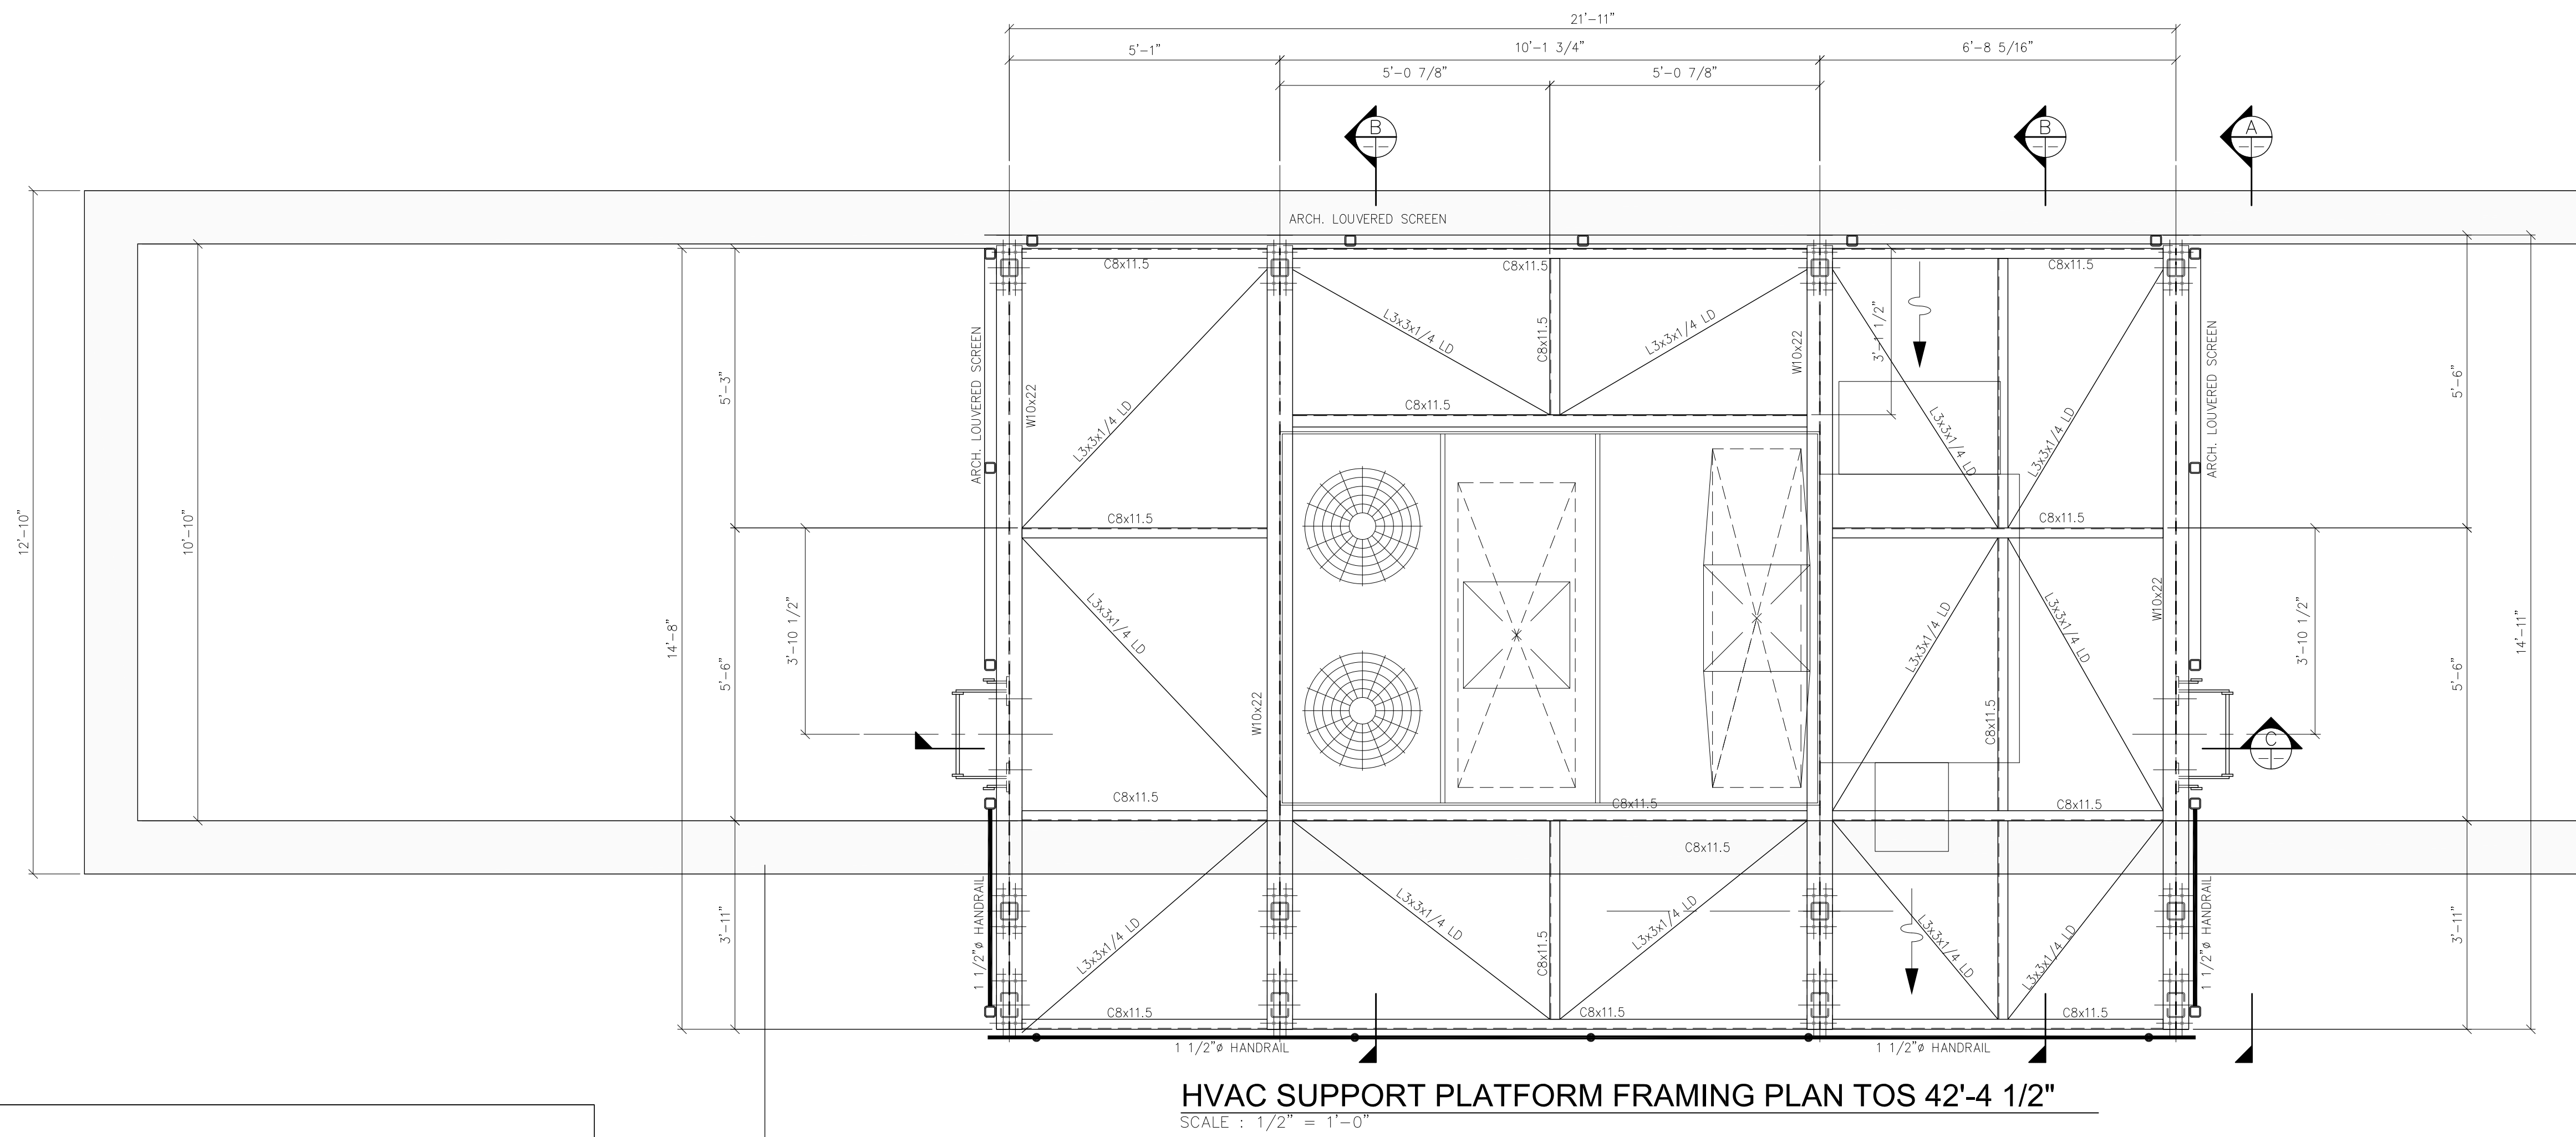 21'-11"
5'-1"
10'-1 3/4"
6'-8 5/16"
5'-0 7/8"
5'-0 7/8"
B
B
A
ARCH. LOUVERED SCREEN
C8x11.5
C8x11.5
C8x11.5
12'-10"
10'-10"
14'-8"
5'-3"
5'-6"
3'-11"
3'-10 1/2"
ARCH. LOUVERED SCREEN
W10x22
L3x3x1/4 LD
L3x3x1/4 LD
C8x11.5
L3x3x1/4 LD
W10x22
3'-1 1/2"
C8x11.5
L3x3x1/4 LD
L3x3x1/4 LD
ARCH. LOUVERED SCREEN
5'-6"
C8x11.5
C8x11.5
L3x3x1/4 LD
W10x22
L3x3x1/4 LD
C8x11.5
L3x3x1/4 LD
W10x22
3'-10 1/2"
5'-6"
14'-11"
C
C8x11.5
C8x11.5
C8x11.5
C8x11.5
1 1/2"ø HANDRAIL
L3x3x1/4 LD
L3x3x1/4 LD
C8x11.5
L3x3x1/4 LD
L3x3x1/4 LD
L3x3x1/4 LD
1 1/2"ø HANDRAIL
3'-11"
C8x11.5
C8x11.5
C8x11.5
1 1/2"ø HANDRAIL
1 1/2"ø HANDRAIL
HVAC SUPPORT PLATFORM FRAMING PLAN TOS 42'-4 1/2"
SCALE : 1/2" = 1'-0"